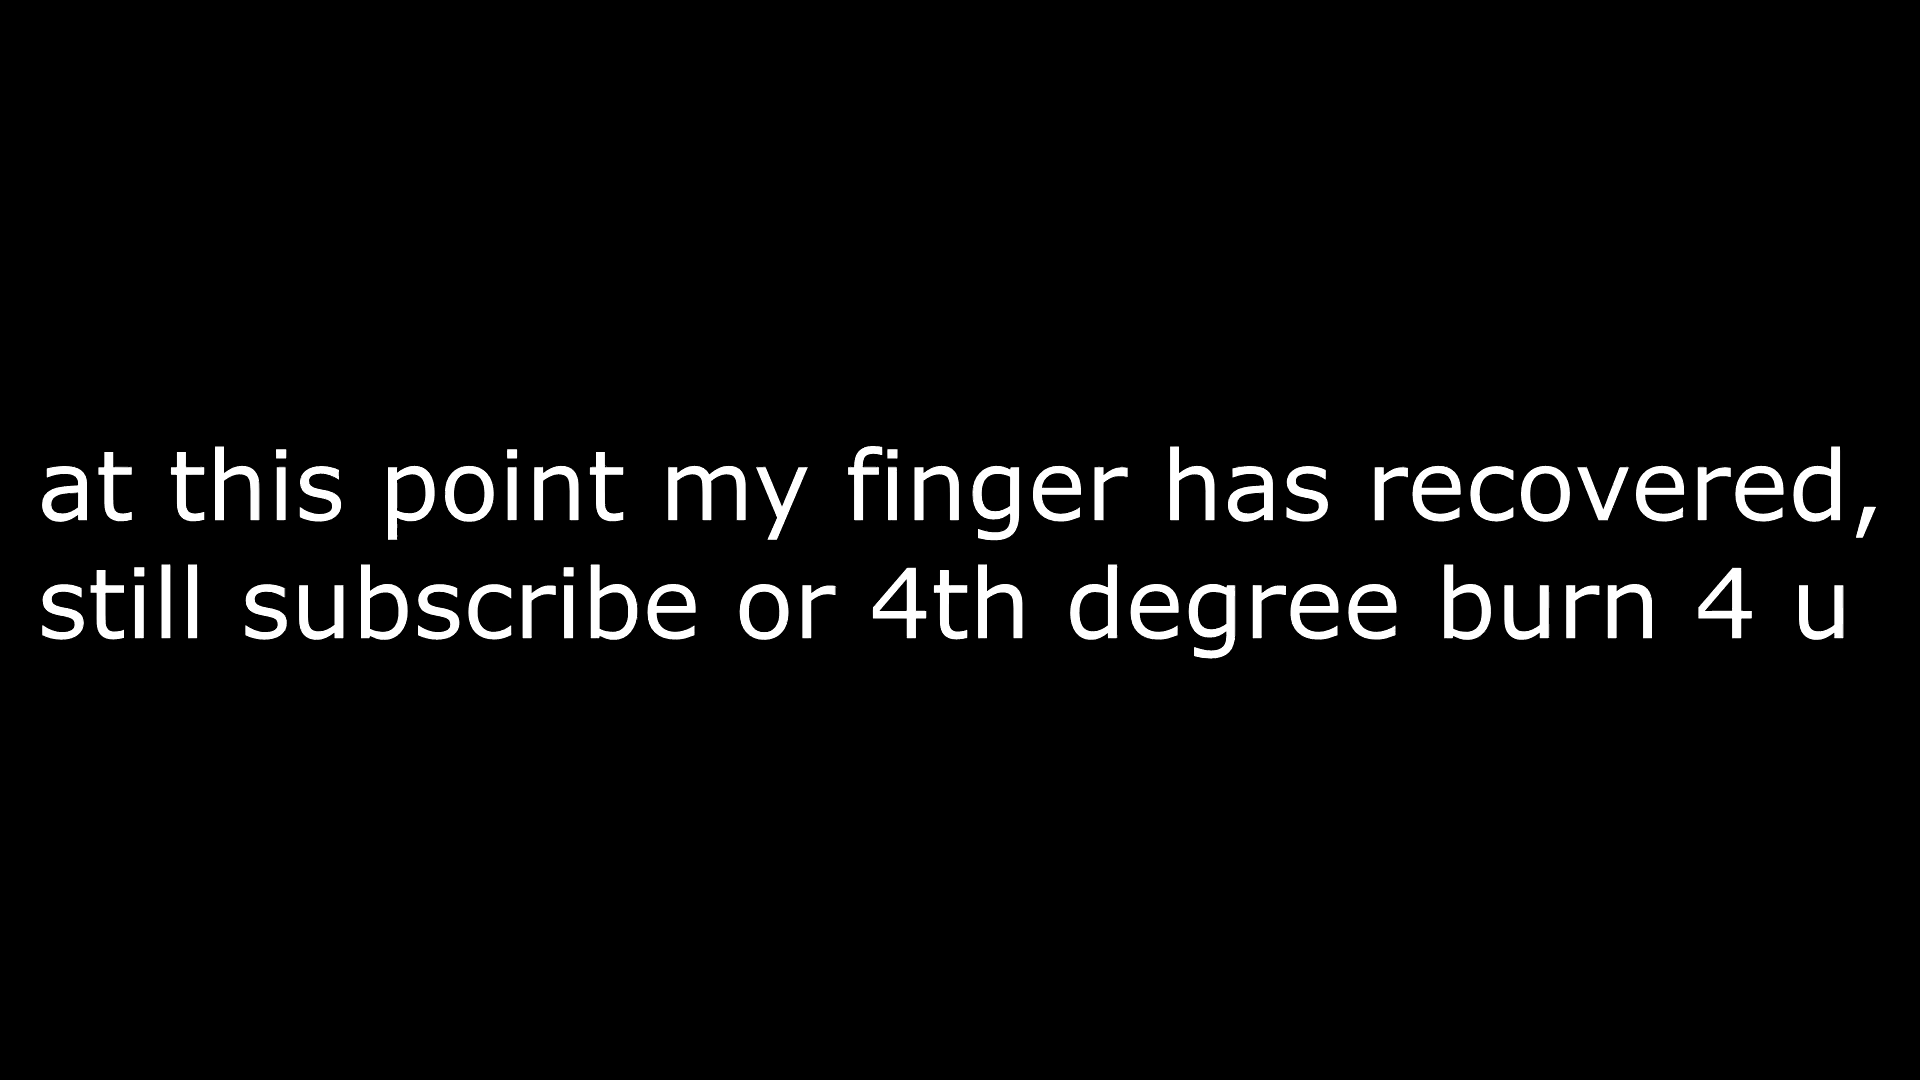 at this point my finger has recovered,
still subscribe or 4th degree burn 4 u